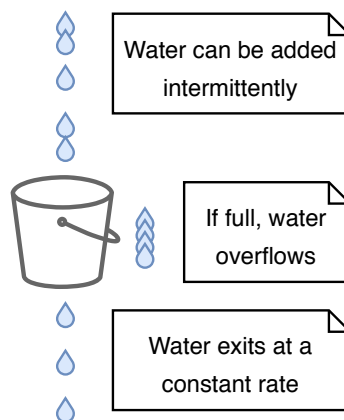 Water can be added
intermittently
If full, water
overflows
Water exits at a
constant rate